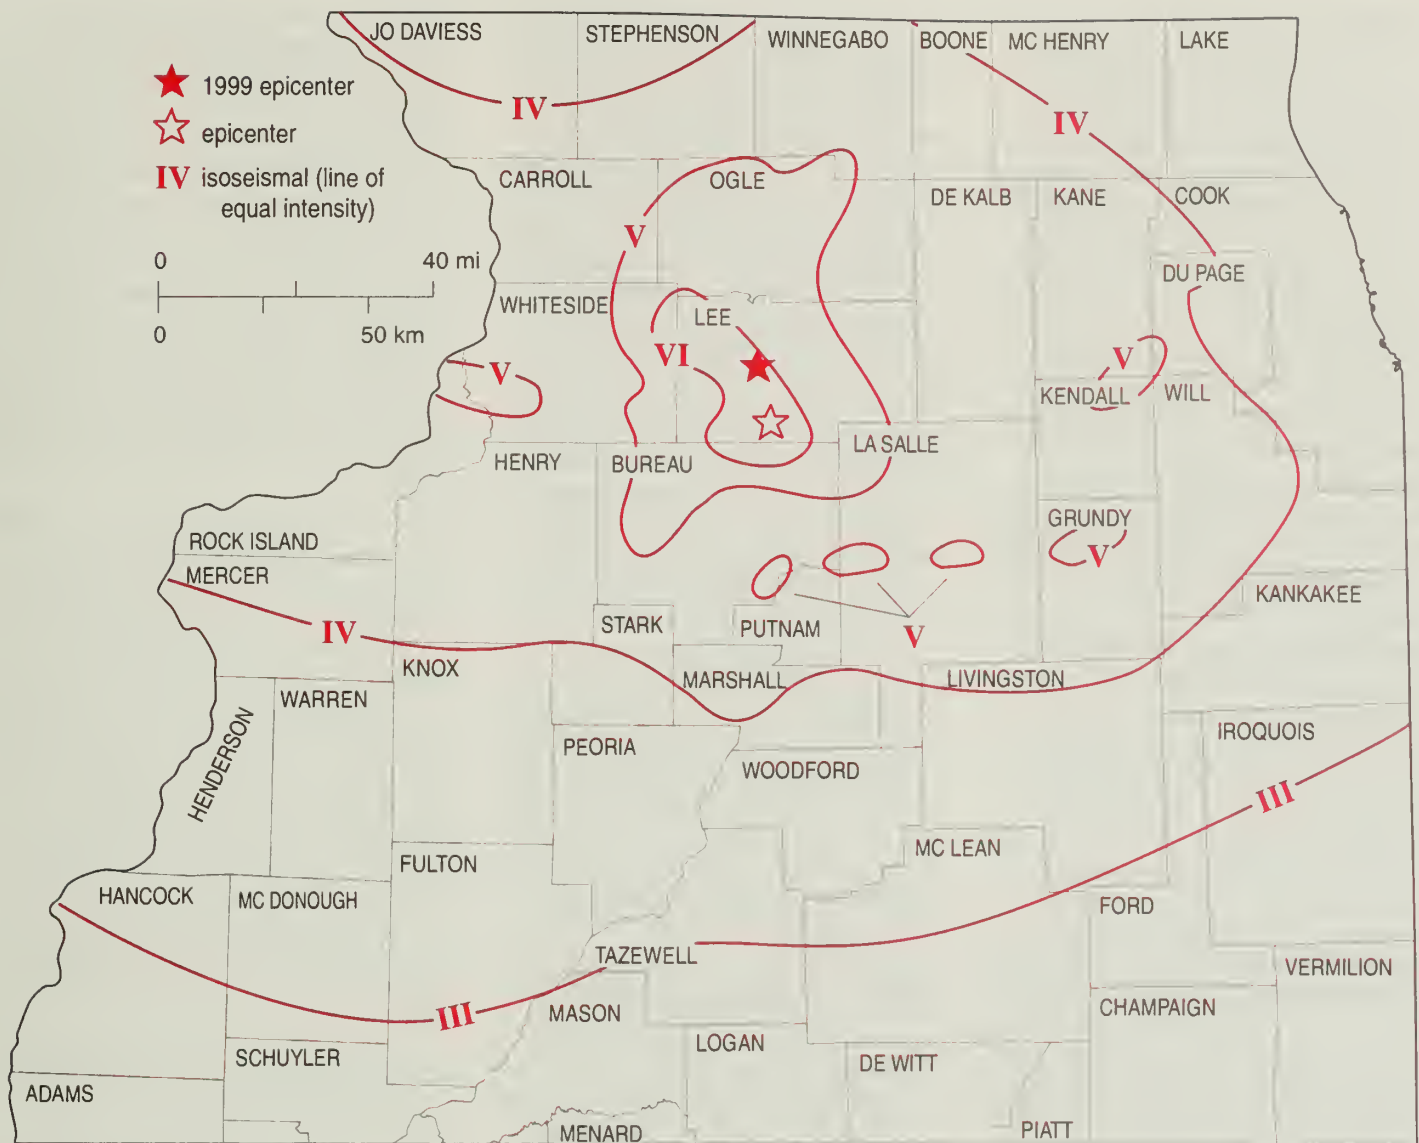 JO DAVIESS
STEPHENSON
WINNEGABO
BOONE
MC HENRY
LAKE
1999 epicenter
epicenter
IV isoseismal (line of
equal intensity)
IV
IV
CARROLL
OGLE
DE KALB
KANE
COOK
V
0 40 mi
0 50 km
DU PAGE
WHITESIDE
LEE
VI
V
V
KENDALL
WILL
LA SALLE
HENRY
BUREAU
GRUNDY
V
ROCK ISLAND
MERCER
KANKAKEE
IV
STARK
PUTNAM
V
KNOX
MARSHALL
LIVINGSTON
WARREN
HENDERSON
PEORIA
IROQUOIS
WOODFORD
III
MC LEAN
FULTON
HANCOCK
MC DONOUGH
FORD
TAZEWELL
VERMILION
III
MASON
CHAMPAIGN
LOGAN
SCHUYLER
DE WITT
ADAMS
MENARD
PIATT